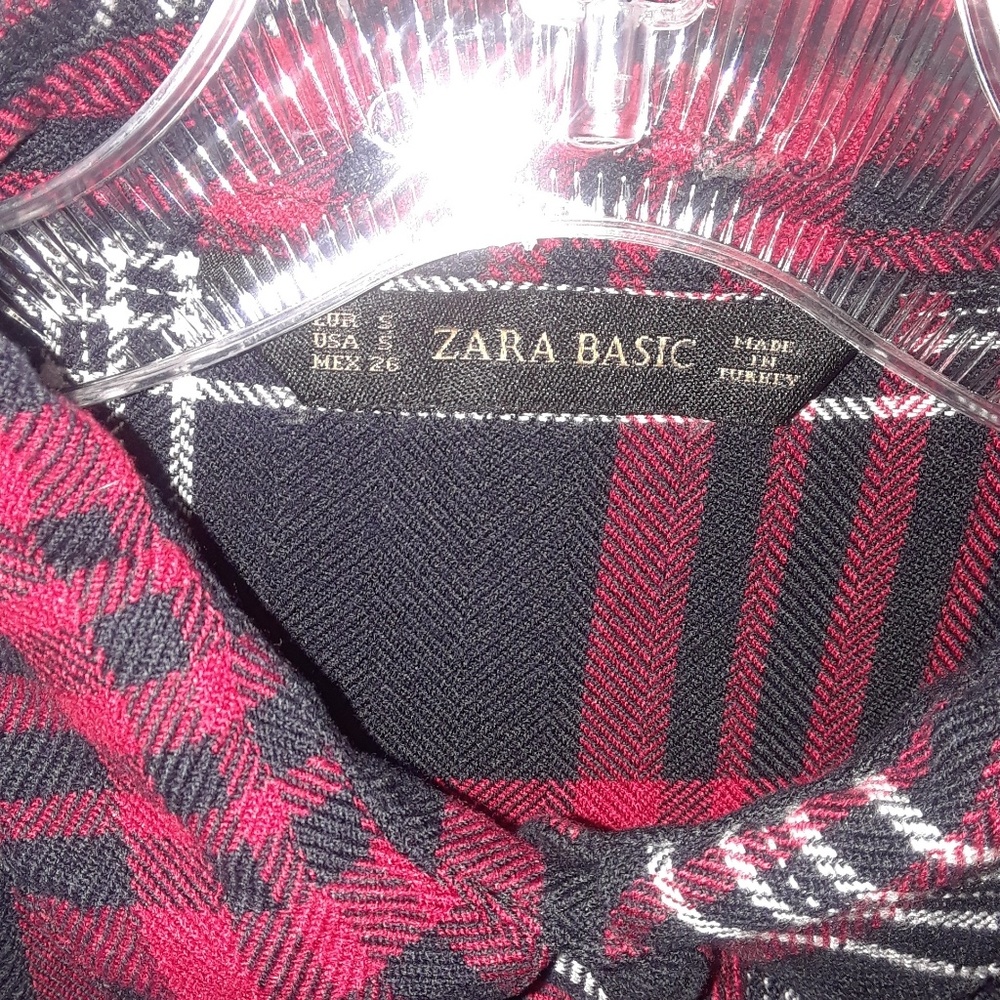 EUR S
USA S
MEX 26
ZARA BASIC
MADE
IN
TURKEY